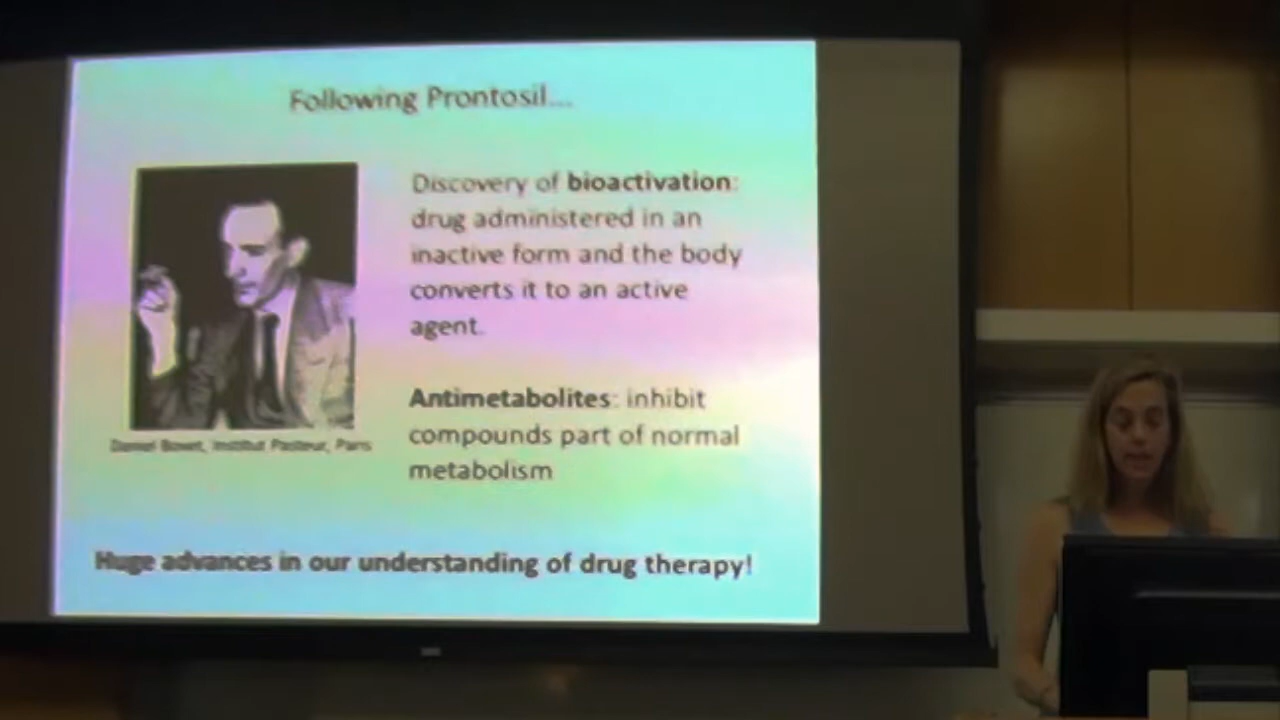 Following Prontosil...
Discovery of bioactivation:
drug administered in an
inactive form and the body
converts it to an active
agent.
Daniel Bovet, Institut Pasteur, Paris
Antimetabolites: inhibit
compounds part of normal
metabolism
Huge advances in our understanding of drug therapy!